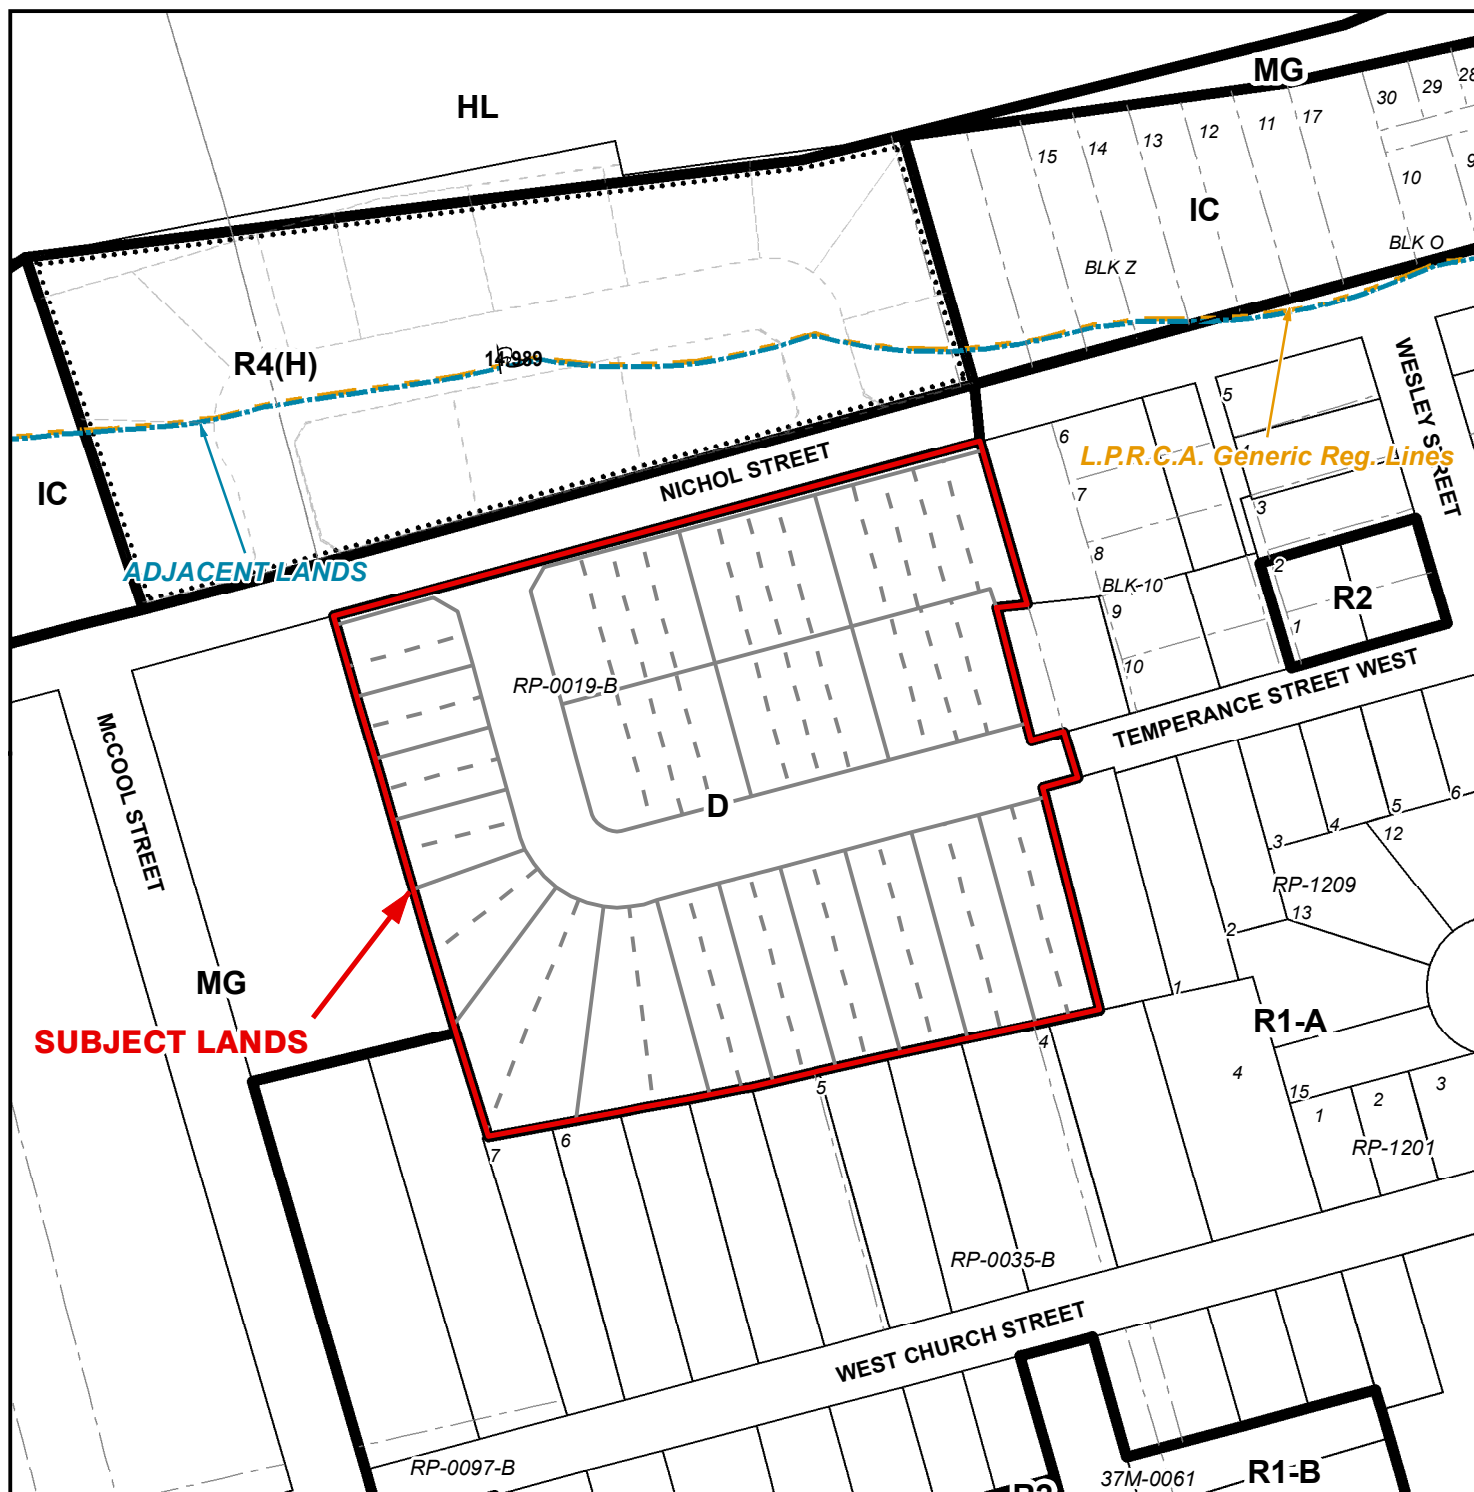 MG
HL
30
29
28
17
11
12
13
14
15
9
10
IC
BLK O
BLK Z
14.989
R4(H)
WESLEY STREET
5
6
L.P.R.C.A. Generic Reg. Lines
NICHOL STREET
IC
7
3
8
ADJACENT LANDS
2
BLK-10
R2
9
1
10
RP-0019-B
TEMPERANCE STREET WEST
McCOOL STREET
D
6
5
4
12
3
RP-1209
13
2
MG
1
R1-A
SUBJECT LANDS
4
4
3
5
15
2
1
6
7
RP-1201
RP-0035-B
WEST CHURCH STREET
RP-0097-B
37M-0061
R1-B